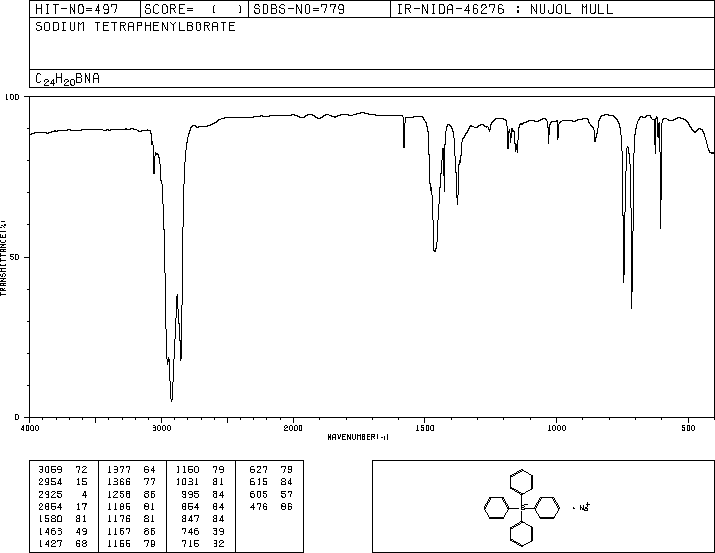 HIT-NO=497 SCORE= ( ) SDBS-NO=779 IR-NIDA-46276 : NUJOL MULL
SODIUM TETRAPHENYLBORATE
C24H20BNA
100
TRANSMITTANCE(%)
50
0
4000 3000 2000 1500 1000 500
WAVENUMBER(-1)
3059 72 1377 64 1150 79 627 79
2954 15 1366 77 1031 81 615 84
2925 4 1258 86 995 84 605 57
2854 17 1186 81 854 84 476 86
1580 81 1176 81 847 84
1463 49 1167 86 746 39
1427 68 1156 79 715 32
B- · Na+